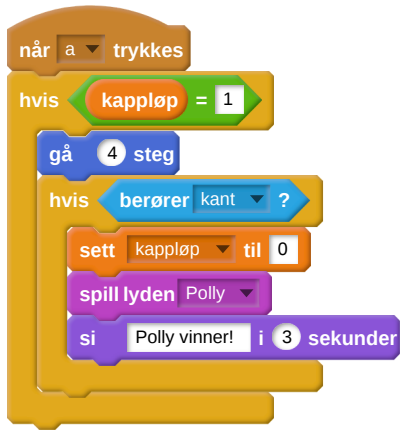 når a trykkes
hvis kappløp = 1
gå 4 steg
hvis berører kant ?
sett kappløp til 0
spill lyden Polly
si Polly vinner! i 3 sekunder